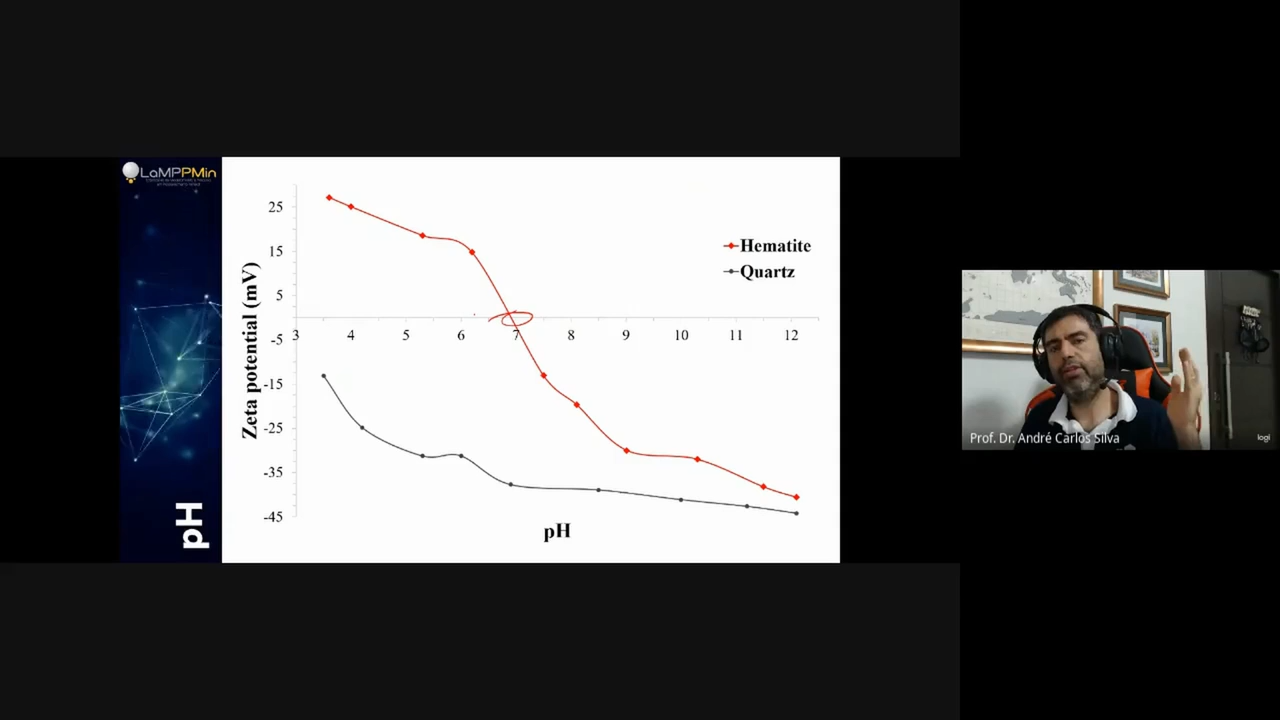 LaMPPMin
25
15
5
-5
-15
-25
-35
-45
Zeta potential (mV)
3 4 5 6 7 8 9 10 11 12
pH
Hematite
Quartz
pH
Prof. Dr. André Carlos Silva
logi